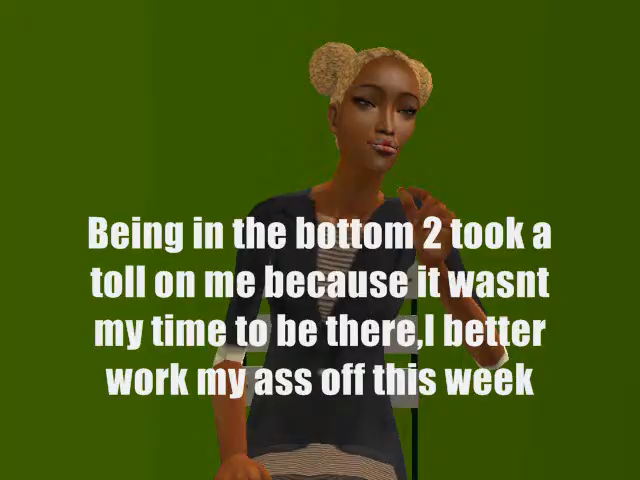 Being in the bottom 2 took a
toll on me because it wasnt
my time to be there,I better
work my ass off this week